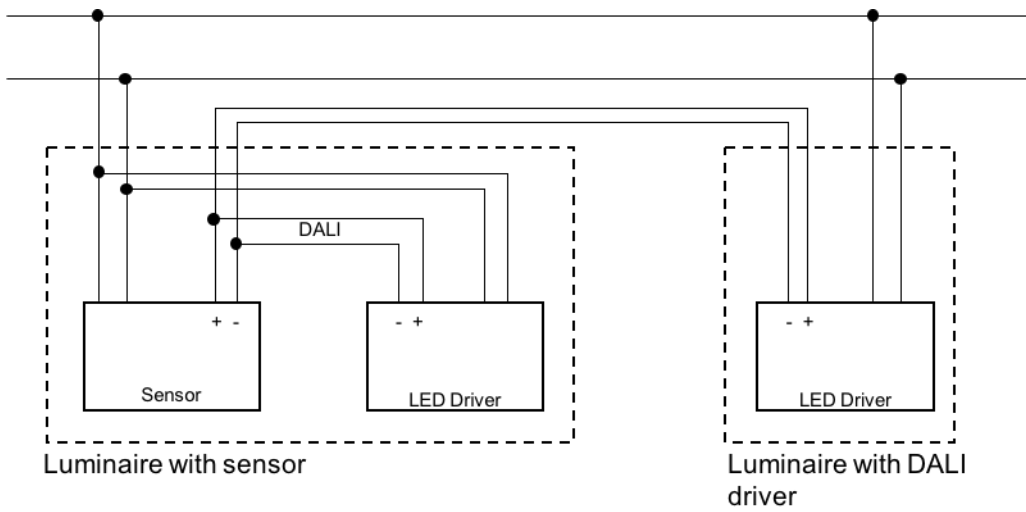 DALI
+ -
- +
- +
Sensor
LED Driver
LED Driver
Luminaire with sensor
Luminaire with DALI
driver